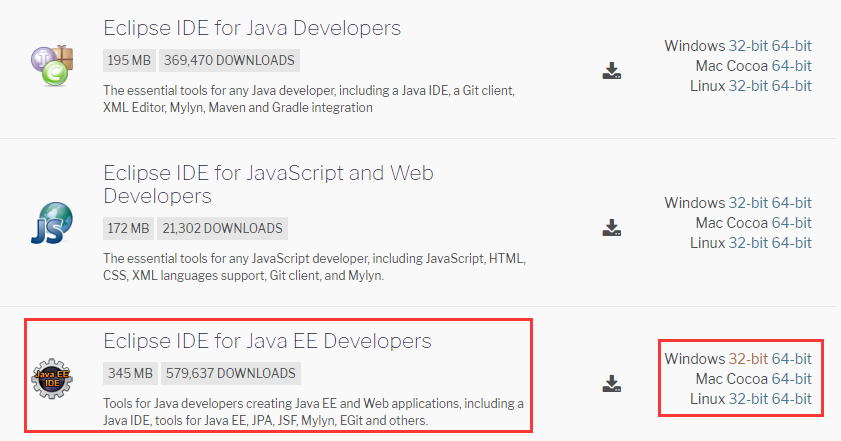 Eclipse IDE for Java Developers
195 MB 369,470 DOWNLOADS
The essential tools for any Java developer, including a Java IDE, a Git client,
XML Editor, Mylyn, Maven and Gradle integration
Windows 32-bit 64-bit
Mac Cocoa 64-bit
Linux 32-bit 64-bit
Eclipse IDE for JavaScript and Web
Developers
JS
172 MB 21,302 DOWNLOADS
The essential tools for any JavaScript developer, including JavaScript, HTML,
CSS, XML languages support, Git client, and Mylyn.
Windows 32-bit 64-bit
Mac Cocoa 64-bit
Linux 32-bit 64-bit
Eclipse IDE for Java EE Developers
Java EE
IDE
345 MB 579,637 DOWNLOADS
Tools for Java developers creating Java EE and Web applications, including a
Java IDE, tools for Java EE, JPA, JSF, Mylyn, EGit and others.
Windows 32-bit 64-bit
Mac Cocoa 64-bit
Linux 32-bit 64-bit